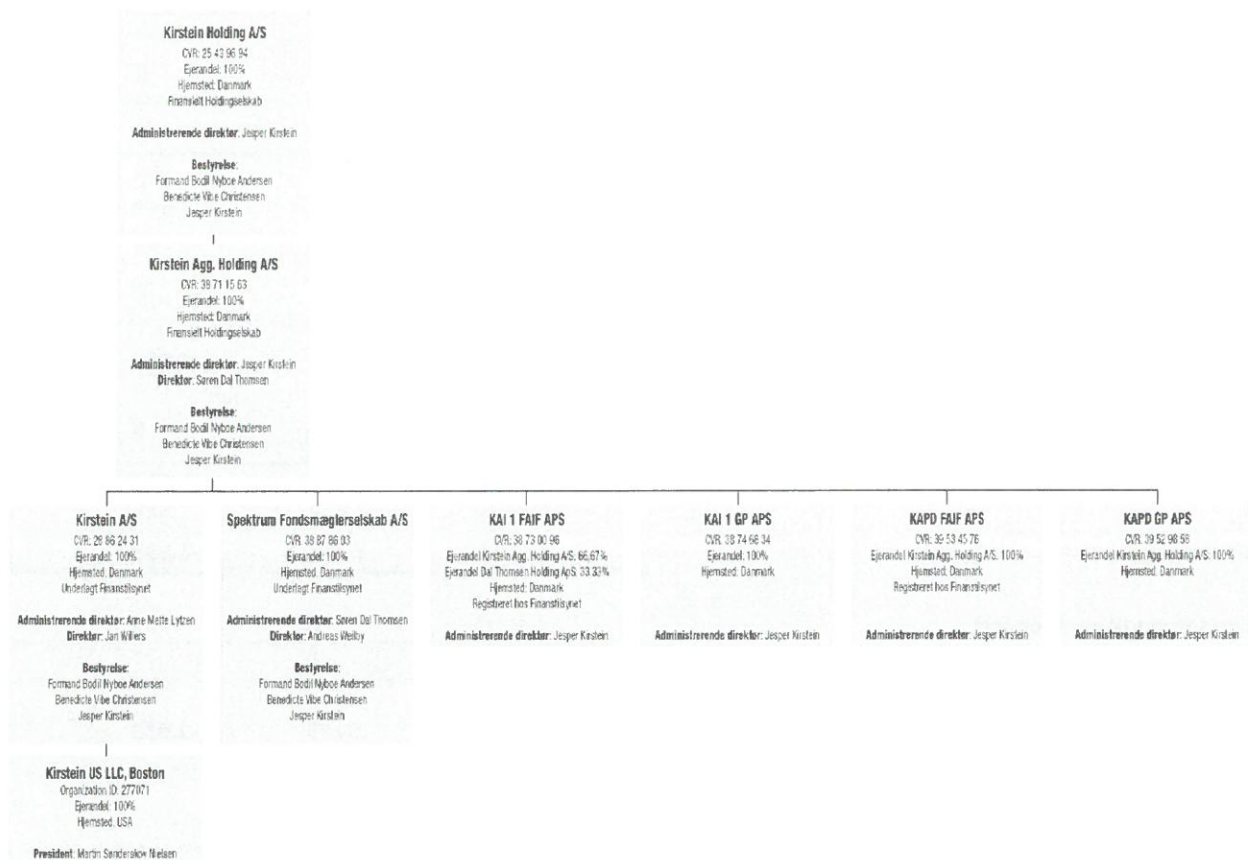 Kirstein Holding A/S
CVR: 25 43 96 94
Ejerandel: 100%
Hjemsted: Danmark
Finansielt Holdingselskab
Administrerende direktør: Jesper Kirstein
Bestyrelse:
Formand Bodil Nyboe Andersen
Benedicte Vibe Christensen
Jesper Kirstein
Kirstein Agg. Holding A/S
CVR: 38 71 15 63
Ejerandel: 100%
Hjemsted: Danmark
Finansielt Holdingselskab
Administrerende direktør: Jesper Kirstein
Direktør: Søren Dal Thomsen
Bestyrelse:
Formand Bodil Nyboe Andersen
Benedicte Vibe Christensen
Jesper Kirstein
Kirstein A/S
CVR: 28 86 24 31
Ejerandel: 100%
Hjemsted: Danmark
Underlagt Finanstilsynet
Administrerende direktør: Anne Mette Lytzen
Direktør: Jan Willers
Bestyrelse:
Formand Bodil Nyboe Andersen
Benedicte Vibe Christensen
Jesper Kirstein
Spektrum Fondsmæglerselskab A/S
CVR: 38 87 86 03
Ejerandel: 100%
Hjemsted: Danmark
Underlagt Finanstilsynet
Administrerende direktør: Søren Dal Thomsen
Direktør: Andreas Weilby
Bestyrelse:
Formand Bodil Nyboe Andersen
Benedicte Vibe Christensen
Jesper Kirstein
KAI 1 FAIF APS
CVR: 38 73 00 96
Ejerandel Kirstein Agg. Holding A/S: 66,67%
Ejerandel Dal Thomsen Holding ApS: 33.33%
Hjemsted: Danmark
Registreret hos Finanstilsynet
Administrerende direktør: Jesper Kirstein
KAI 1 GP APS
CVR: 38 74 68 34
Ejerandel: 100%
Hjemsted: Danmark
Administrerende direktør: Jesper Kirstein
KAPD FAIF APS
CVR: 39 53 45 76
Ejerandel Kirstein Agg. Holding A/S: 100%
Hjemsted: Danmark
Registreret hos Finanstilsynet
Administrerende direktør: Jesper Kirstein
KAPD GP APS
CVR: 39 52 98 58
Ejerandel Kirstein Agg. Holding A/S: 100%
Hjemsted: Danmark
Administrerende direktør: Jesper Kirstein
Kirstein US LLC, Boston
Organization ID: 277071
Ejerandel: 100%
Hjemsted: USA
President: Martin Sønderskov Nielsen